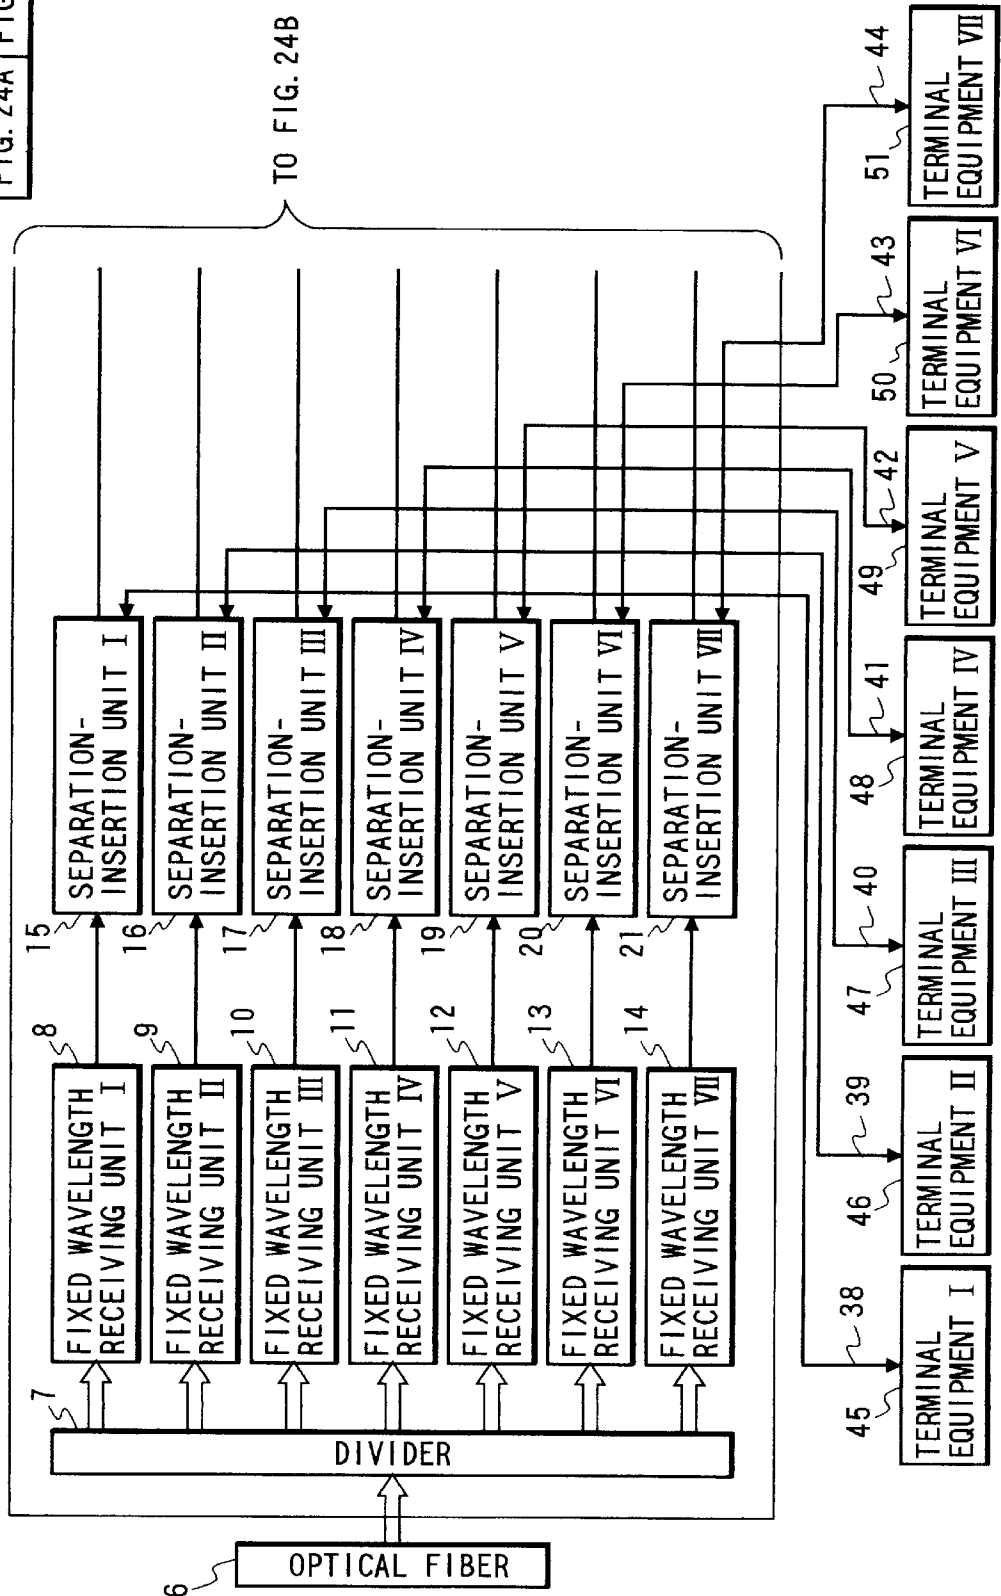 FIG. 24A
TO FIG. 24B
6
OPTICAL FIBER
7
DIVIDER
8
FIXED WAVELENGTH
RECEIVING UNIT I
9
FIXED WAVELENGTH
RECEIVING UNIT II
10
FIXED WAVELENGTH
RECEIVING UNIT III
11
FIXED WAVELENGTH
RECEIVING UNIT IV
12
FIXED WAVELENGTH
RECEIVING UNIT V
13
FIXED WAVELENGTH
RECEIVING UNIT VI
14
FIXED WAVELENGTH
RECEIVING UNIT VII
15
SEPARATION-
INSERTION UNIT I
16
SEPARATION-
INSERTION UNIT II
17
SEPARATION-
INSERTION UNIT III
18
SEPARATION-
INSERTION UNIT IV
19
SEPARATION-
INSERTION UNIT V
20
SEPARATION-
INSERTION UNIT VI
21
SEPARATION-
INSERTION UNIT VII
38
45
TERMINAL
EQUIPMENT I
39
46
TERMINAL
EQUIPMENT II
40
47
TERMINAL
EQUIPMENT III
41
48
TERMINAL
EQUIPMENT IV
42
49
TERMINAL
EQUIPMENT V
43
50
TERMINAL
EQUIPMENT VI
44
51
TERMINAL
EQUIPMENT VII